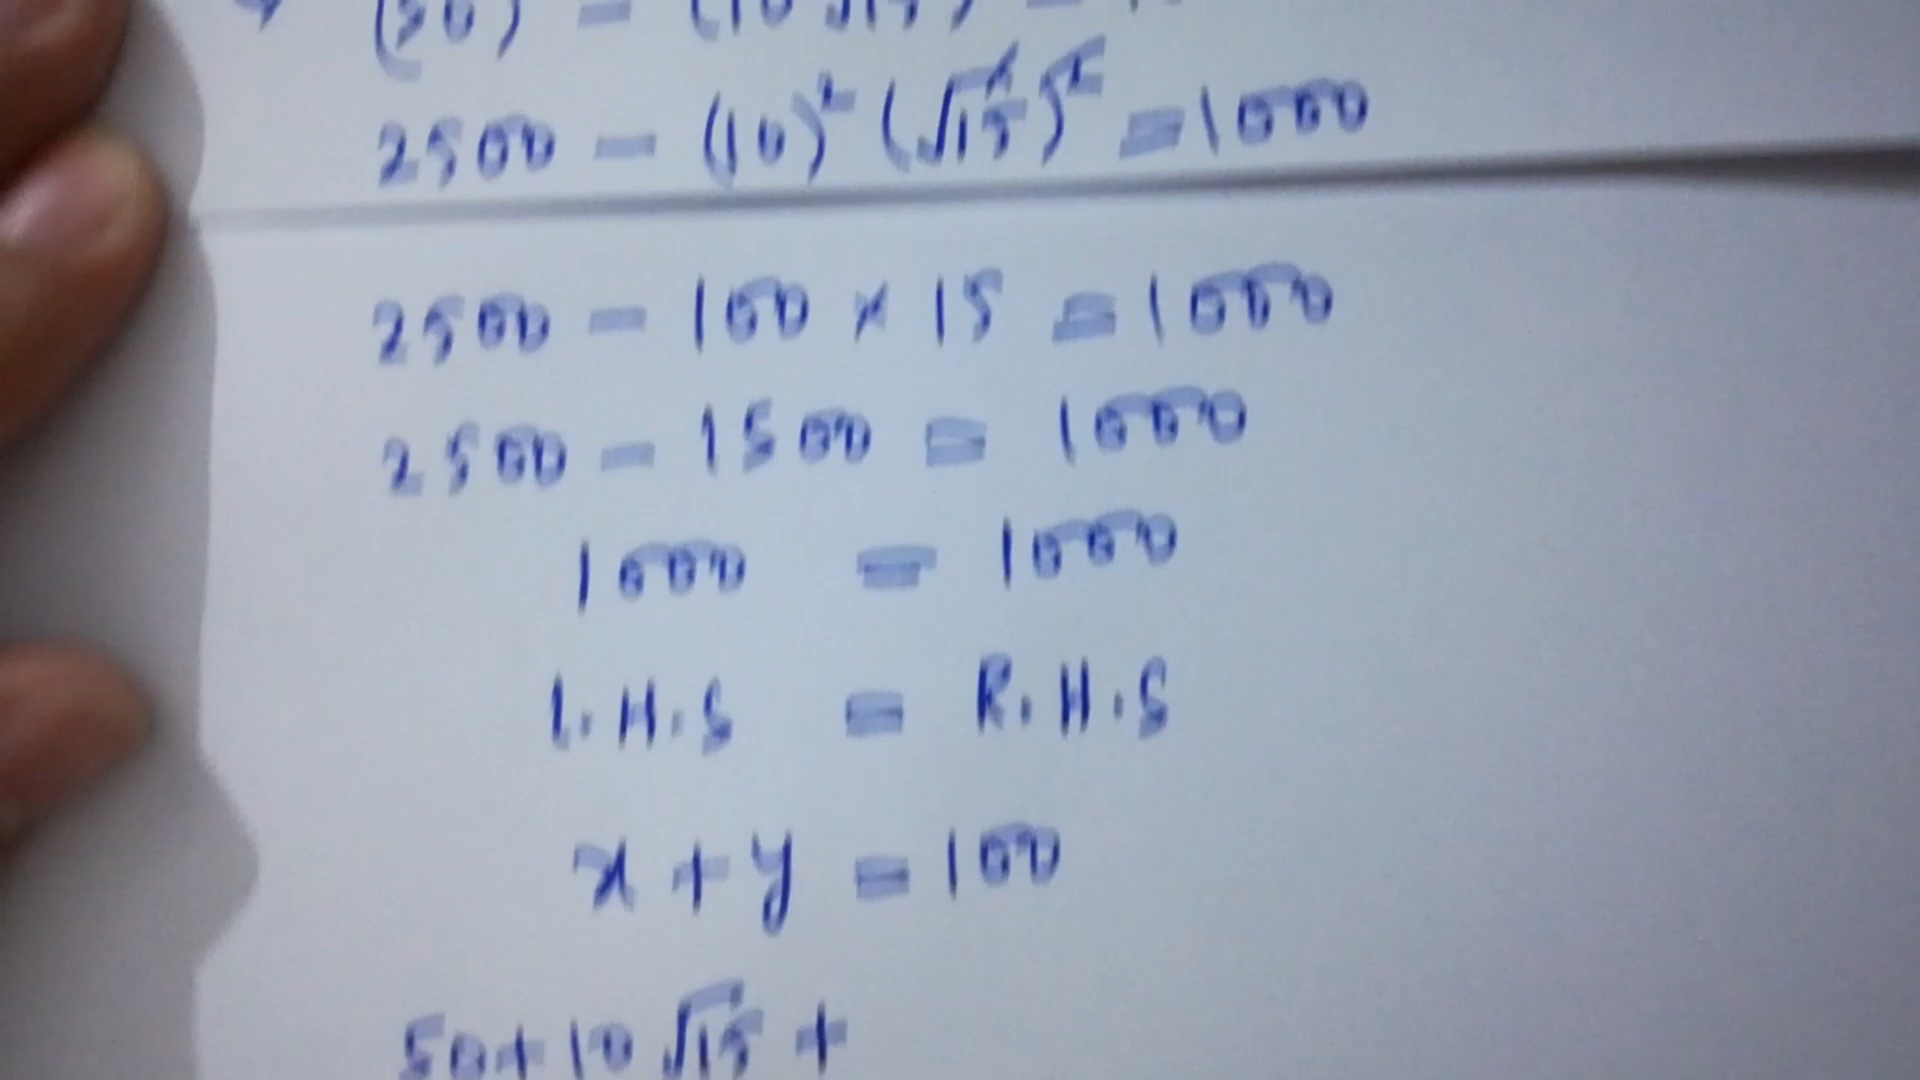 2500 - (10)² (√15)² = 1000
2500 - 100 × 15 = 1000
2500 - 1500 = 1000
1000 = 1000
L.H.S = R.H.S
x + y = 100
50 + 10 √15 +